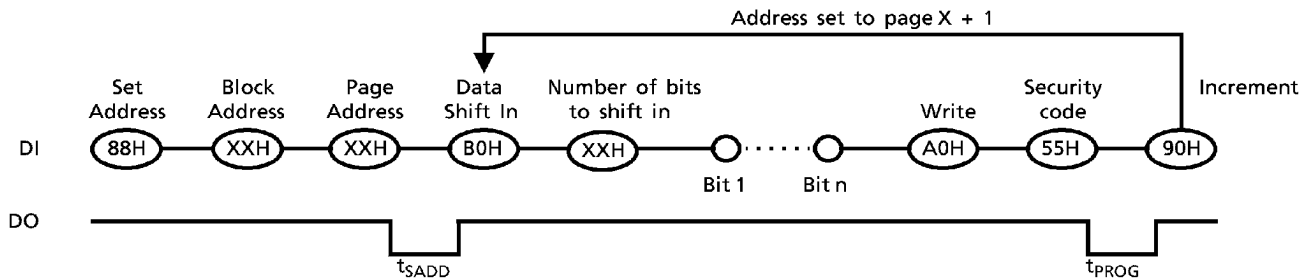 Address set to page X + 1
Set Address
Block Address
Page Address
Data Shift In
Number of bits to shift in
Write
Security code
Increment
DI
88H
XXH
XXH
B0H
XXH
A0H
55H
90H
Bit 1
Bit n
DO
tSADD
tPROG